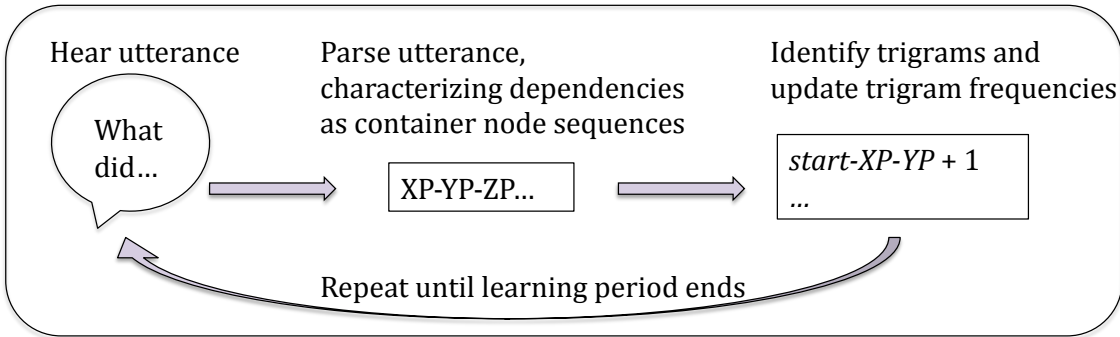 Hear utterance
Parse utterance,
characterizing dependencies
as container node sequences
Identify trigrams and
update trigram frequencies
What
did…
XP-YP-ZP…
start-XP-YP + 1
…
Repeat until learning period ends